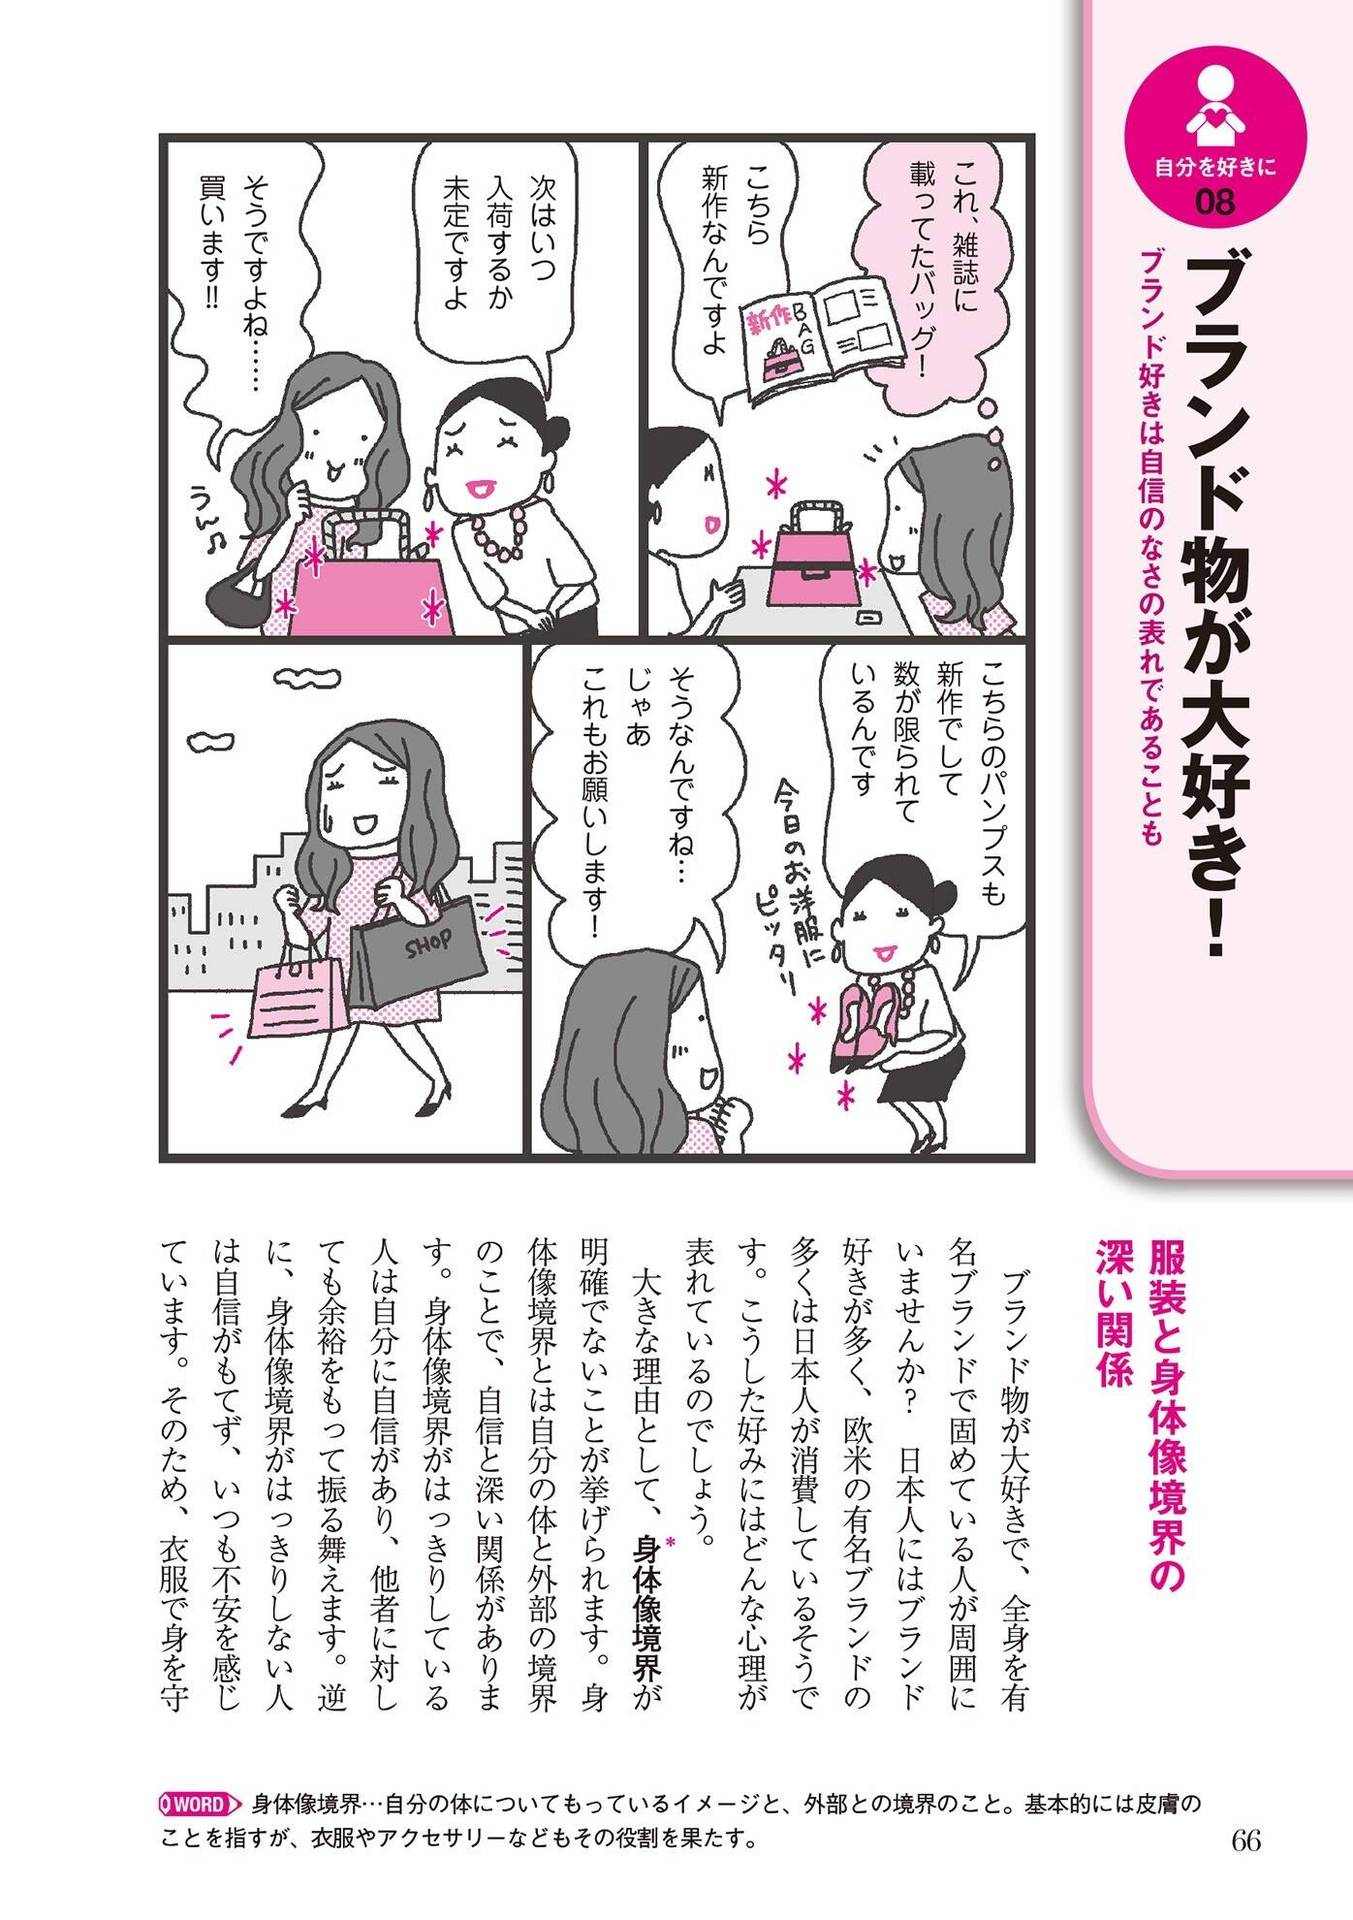 自分を好きに
08
ブランド物が大好き！
ブランド好きは自信のなさの表れであることも
これ、雑誌に
載ってたバッグ！
新作
BAG
こちら
新作なんですよ
次はいつ
入荷するか
未定ですよ
そうですよね……
買います!!
うん♫
こちらのパンプスも
新作でして
数が限られて
いるんです
今日のお洋服に
ピッタリ
そうなんですね…
じゃあ
これもお願いします！
SHOP
服装と身体像境界の
深い関係
ブランド物が大好きで、全身を有
名ブランドで固めている人が周囲に
いませんか？　日本人にはブランド
好きが多く、欧米の有名ブランドの
多くは日本人が消費しているそうで
す。こうした好みにはどんな心理が
表れているのでしょう。
大きな理由として、身体像境界*が
明確でないことが挙げられます。身
体像境界とは自分の体と外部の境界
のことで、自信と深い関係がありま
す。身体像境界がはっきりしている
人は自分に自信があり、他者に対し
ても余裕をもって振る舞えます。逆
に、身体像境界がはっきりしない人
は自信がもてず、いつも不安を感じ
ています。そのため、衣服で身を守
WORD 身体像境界…自分の体についてもっているイメージと、外部との境界のこと。基本的には皮膚の
ことを指すが、衣服やアクセサリーなどもその役割を果たす。
66